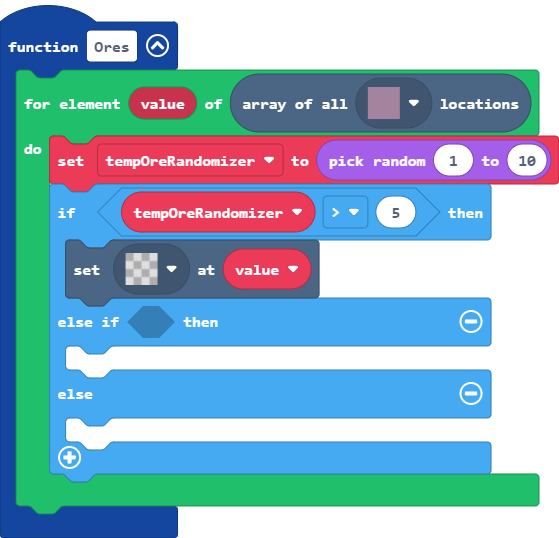 function Ores
for element value of array of all locations
do
set tempOreRandomizer to pick random 1 to 10
if tempOreRandomizer > 5 then
set at value
else if then
else